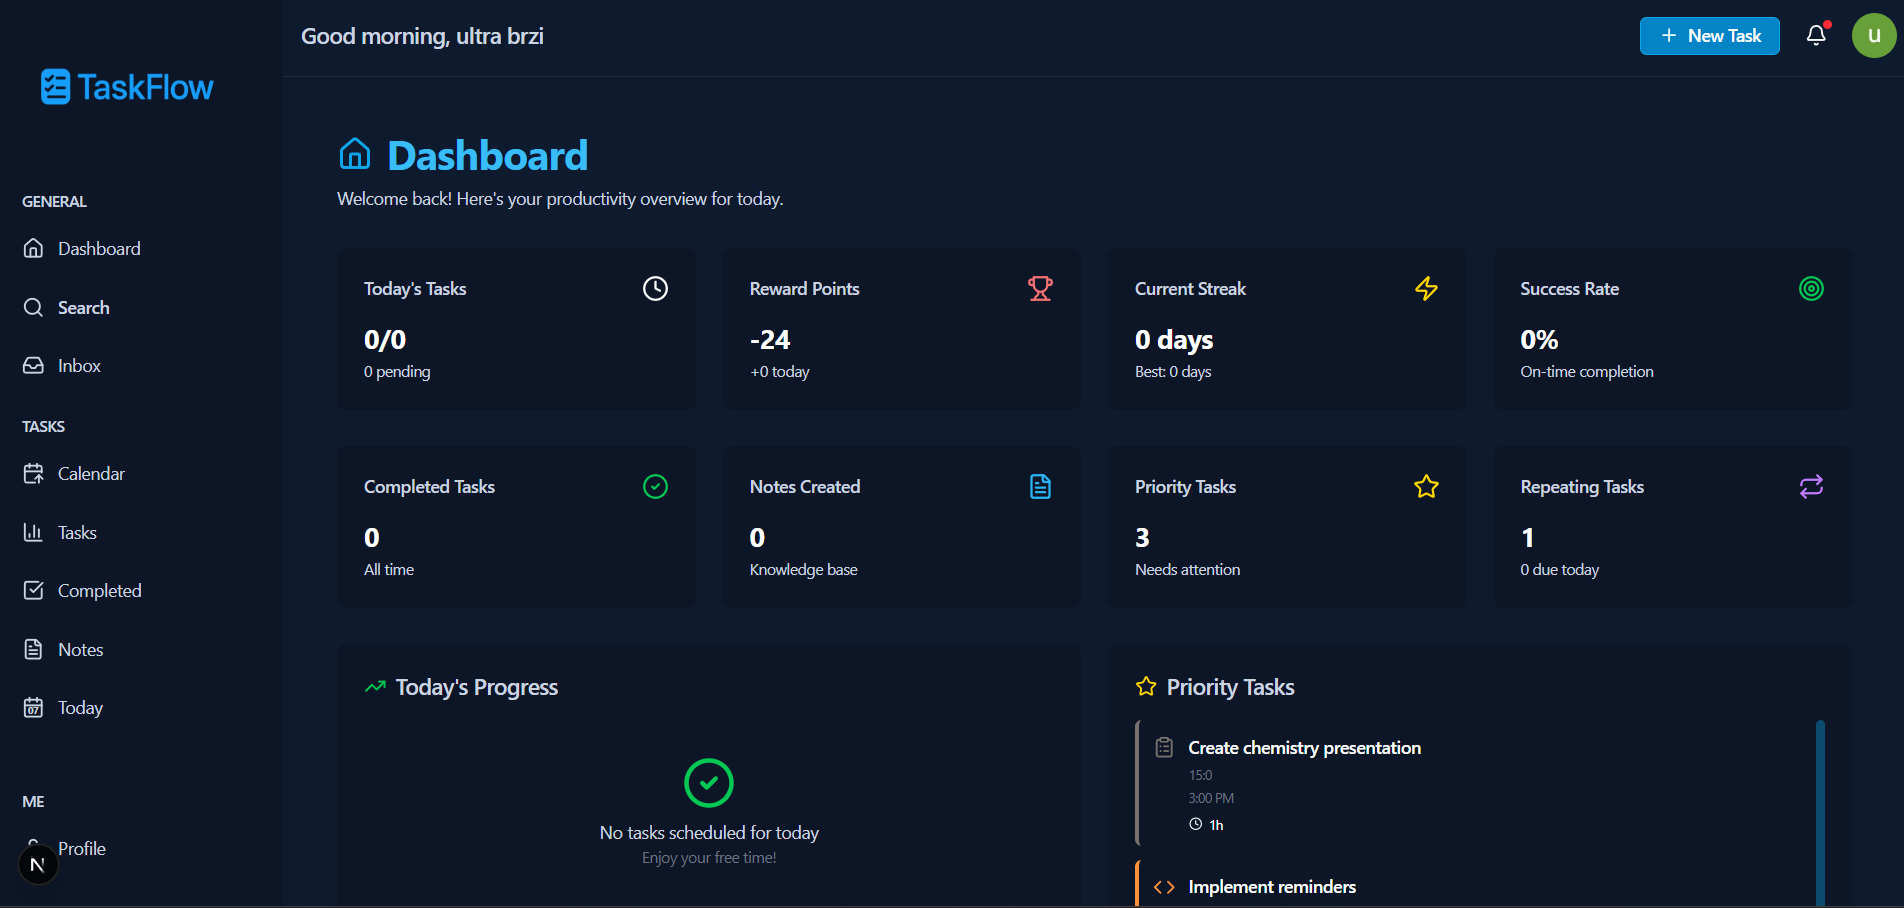 TaskFlow
GENERAL
Dashboard
Search
Inbox
TASKS
Calendar
Tasks
Completed
Notes
07
Today
ME
Profile
N
Good morning, ultra brzi
+ New Task
u
Dashboard
Welcome back! Here's your productivity overview for today.
Today's Tasks
0/0
0 pending
Reward Points
-24
+0 today
Current Streak
0 days
Best: 0 days
Success Rate
0%
On-time completion
Completed Tasks
0
All time
Notes Created
0
Knowledge base
Priority Tasks
3
Needs attention
Repeating Tasks
1
0 due today
Today's Progress
No tasks scheduled for today
Enjoy your free time!
Priority Tasks
Create chemistry presentation
15:0
3:00 PM
1h
Implement reminders